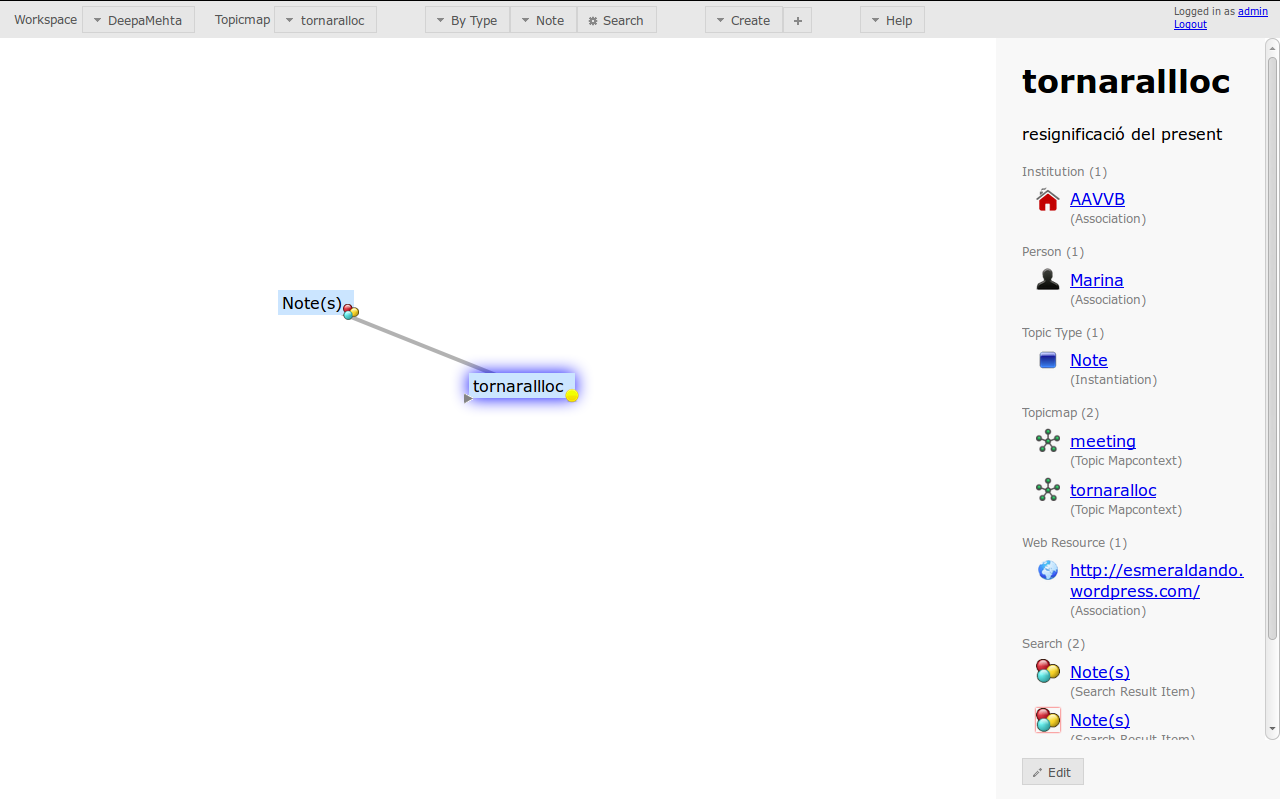 Workspace DeepaMehta Topicmap tornaralloc By Type Note Search Create + Help Logged in as admin
Logout
tornarallloc
resignificació del present
Institution (1)
AAVVB
(Association)
Person (1)
Marina
(Association)
Topic Type (1)
Note
(Instantiation)
Topicmap (2)
meeting
(Topic Mapcontext)
tornaralloc
(Topic Mapcontext)
Web Resource (1)
http://esmeraldando.
wordpress.com/
(Association)
Search (2)
Note(s)
(Search Result Item)
Note(s)
(Search Result Item)
Edit
Note(s)
tornarallloc